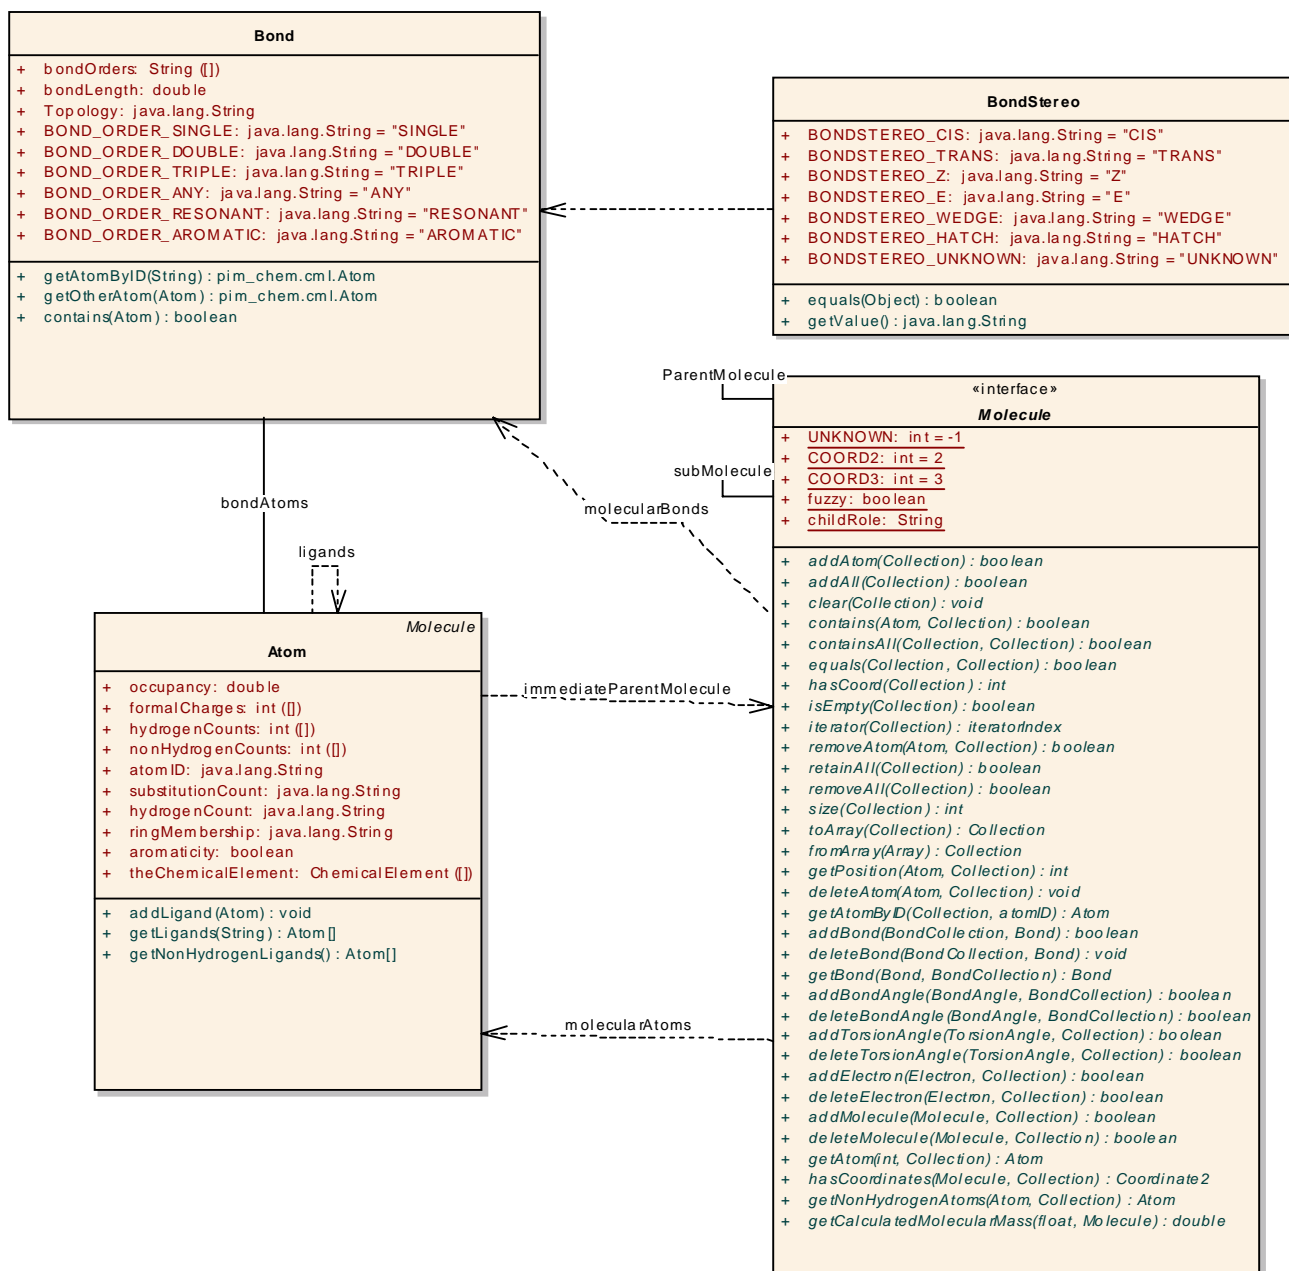 Bond
+ bondOrders: String ([])
+ bondLength: double
+ Topology: java.lang.String
+ BOND_ORDER_SINGLE: java.lang.String = "SINGLE"
+ BOND_ORDER_DOUBLE: java.lang.String = "DOUBLE"
+ BOND_ORDER_TRIPLE: java.lang.String = "TRIPLE"
+ BOND_ORDER_ANY: java.lang.String = "ANY"
+ BOND_ORDER_RESONANT: java.lang.String = "RESONANT"
+ BOND_ORDER_AROMATIC: java.lang.String = "AROMATIC"
+ getAtomByID(String) : pim_chem.cml.Atom
+ getOtherAtom(Atom) : pim_chem.cml.Atom
+ contains(Atom) : boolean
BondStereo
+ BONDSTEREO_CIS: java.lang.String = "CIS"
+ BONDSTEREO_TRANS: java.lang.String = "TRANS"
+ BONDSTEREO_Z: java.lang.String = "Z"
+ BONDSTEREO_E: java.lang.String = "E"
+ BONDSTEREO_WEDGE: java.lang.String = "WEDGE"
+ BONDSTEREO_HATCH: java.lang.String = "HATCH"
+ BONDSTEREO_UNKNOWN: java.lang.String = "UNKNOWN"
+ equals(Object) : boolean
+ getValue() : java.lang.String
ParentMolecule
subMolecule
molecularBonds
bondAtoms
ligands
immediateParentMolecule
molecularAtoms
Molecule
Atom
+ occupancy: double
+ formalCharges: int ([])
+ hydrogenCounts: int ([])
+ nonHydrogenCounts: int ([])
+ atomID: java.lang.String
+ substitutionCount: java.lang.String
+ hydrogenCount: java.lang.String
+ ringMembership: java.lang.String
+ aromaticity: boolean
+ theChemicalElement: ChemicalElement ([])
+ addLigand(Atom) : void
+ getLigands(String) : Atom[]
+ getNonHydrogenLigands() : Atom[]
«interface»
Molecule
+ UNKNOWN: int = -1
+ COORD2: int = 2
+ COORD3: int = 3
+ fuzzy: boolean
+ childRole: String
+ addAtom(Collection) : boolean
+ addAll(Collection) : boolean
+ clear(Collection) : void
+ contains(Atom, Collection) : boolean
+ containsAll(Collection, Collection) : boolean
+ equals(Collection, Collection) : boolean
+ hasCoord(Collection) : int
+ isEmpty(Collection) : boolean
+ iterator(Collection) : iteratorIndex
+ removeAtom(Atom, Collection) : boolean
+ retainAll(Collection) : boolean
+ removeAll(Collection) : boolean
+ size(Collection) : int
+ toArray(Collection) : Collection
+ fromArray(Array) : Collection
+ getPosition(Atom, Collection) : int
+ deleteAtom(Atom, Collection) : void
+ getAtomByID(Collection, atomID) : Atom
+ addBond(BondCollection, Bond) : boolean
+ deleteBond(BondCollection, Bond) : void
+ getBond(Bond, BondCollection) : Bond
+ addBondAngle(BondAngle, BondCollection) : boolean
+ deleteBondAngle(BondAngle, BondCollection) : boolean
+ addTorsionAngle(TorsionAngle, Collection) : boolean
+ deleteTorsionAngle(TorsionAngle, Collection) : boolean
+ addElectron(Electron, Collection) : boolean
+ deleteElectron(Electron, Collection) : boolean
+ addMolecule(Molecule, Collection) : boolean
+ deleteMolecule(Molecule, Collection) : boolean
+ getAtom(int, Collection) : Atom
+ hasCoordinates(Molecule, Collection) : Coordinate2
+ getNonHydrogenAtoms(Atom, Collection) : Atom
+ getCalculatedMolecularMass(float, Molecule) : double